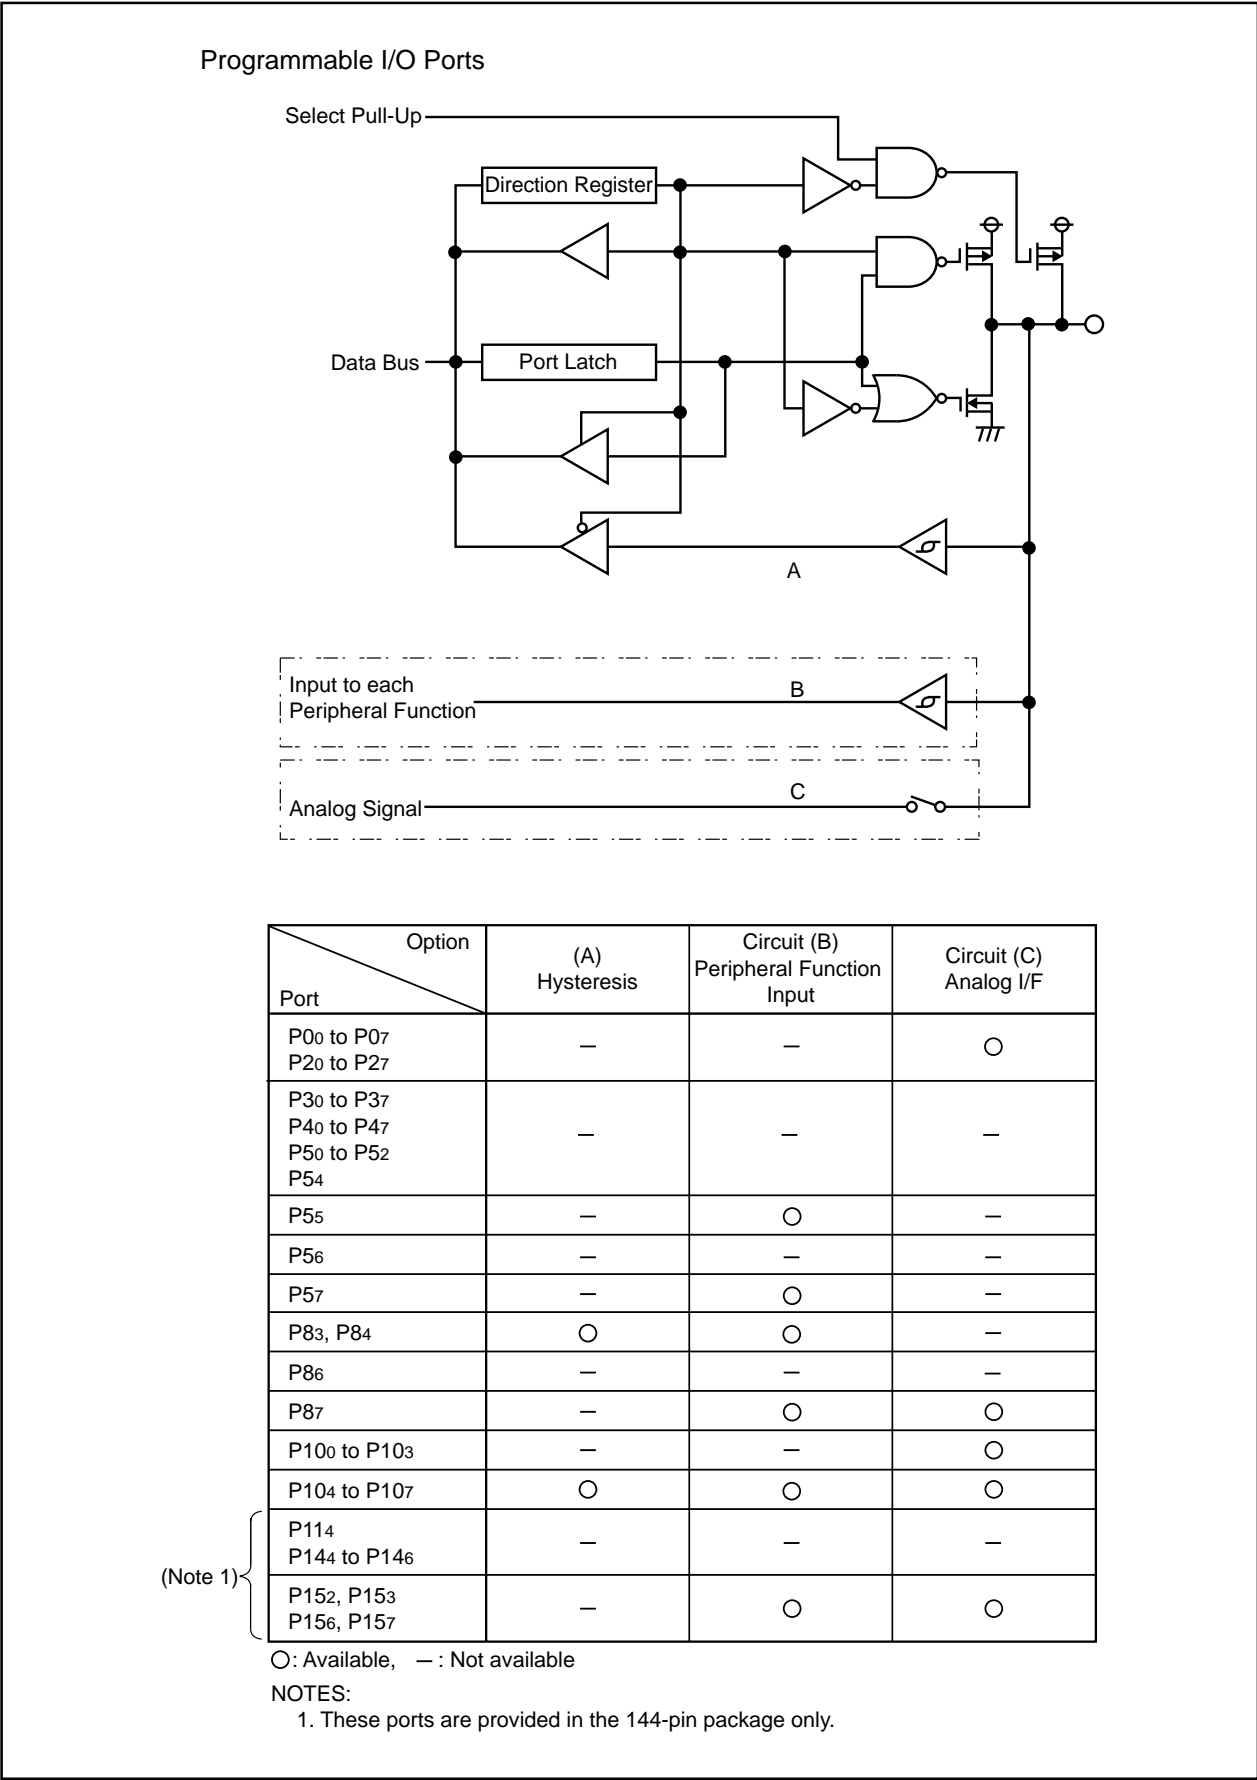 Programmable I/O Ports
Select Pull-Up
Direction Register
Data Bus
Port Latch
A
Input to each
Peripheral Function
B
Analog Signal
C
Option
Port
(A)
Hysteresis
Circuit (B)
Peripheral Function
Input
Circuit (C)
Analog I/F
P00 to P07
P20 to P27
– – ○
P30 to P37
P40 to P47
P50 to P52
P54
– – –
P55 – ○ –
P56 – – –
P57 – ○ –
P83, P84 ○ ○ –
P86 – – –
P87 – ○ ○
P100 to P103 – – ○
P104 to P107 ○ ○ ○
(Note 1)
P114
P144 to P146
– – –
P152, P153
P156, P157
– ○ ○
○: Available, – : Not available
NOTES:
1. These ports are provided in the 144-pin package only.